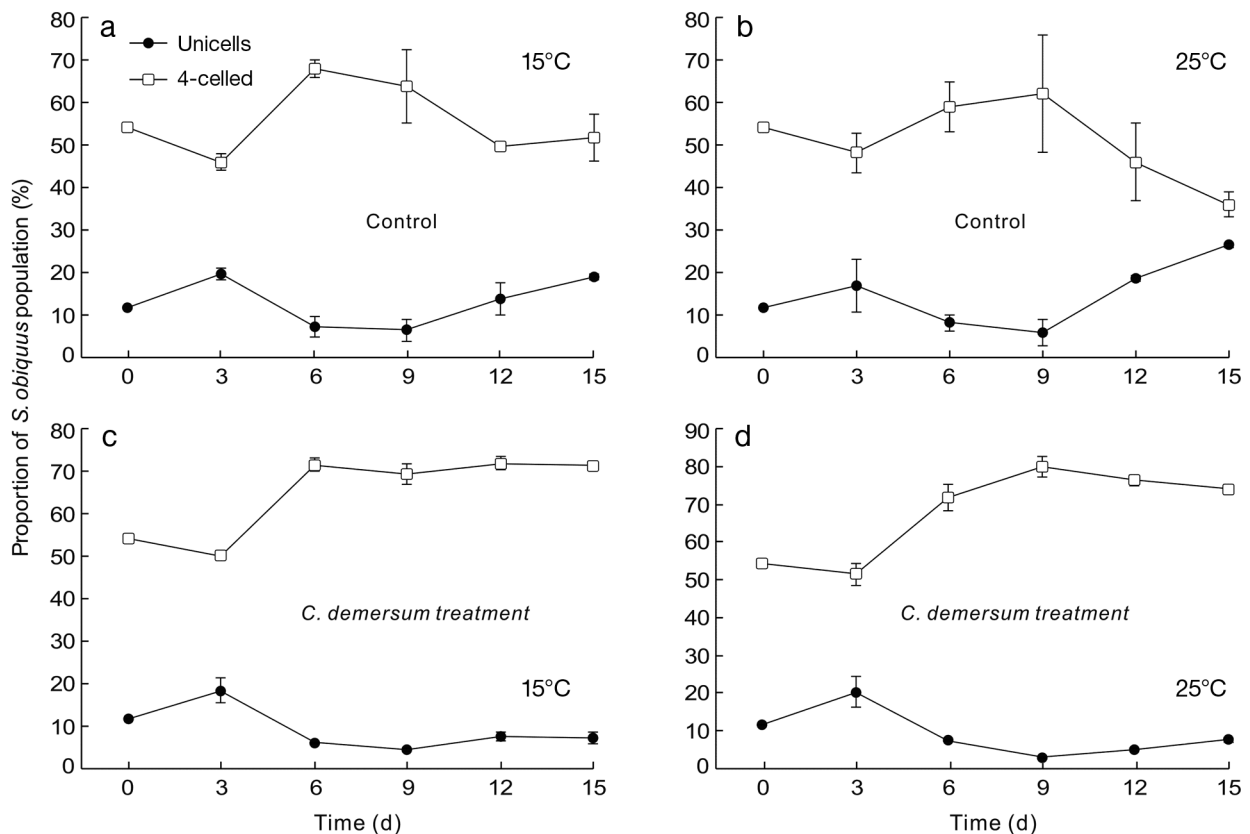 Proportion of S. obiquus population (%)
a
Unicells
4-celled
15°C
Control
80
70
60
50
40
30
20
10
0
0 3 6 9 12 15
b
25°C
Control
80
70
60
50
40
30
20
10
0
0 3 6 9 12 15
c
C. demersum treatment
15°C
80
70
60
50
40
30
20
10
0
0 3 6 9 12 15
Time (d)
d
C. demersum treatment
25°C
90
80
70
60
50
40
30
20
10
0
0 3 6 9 12 15
Time (d)